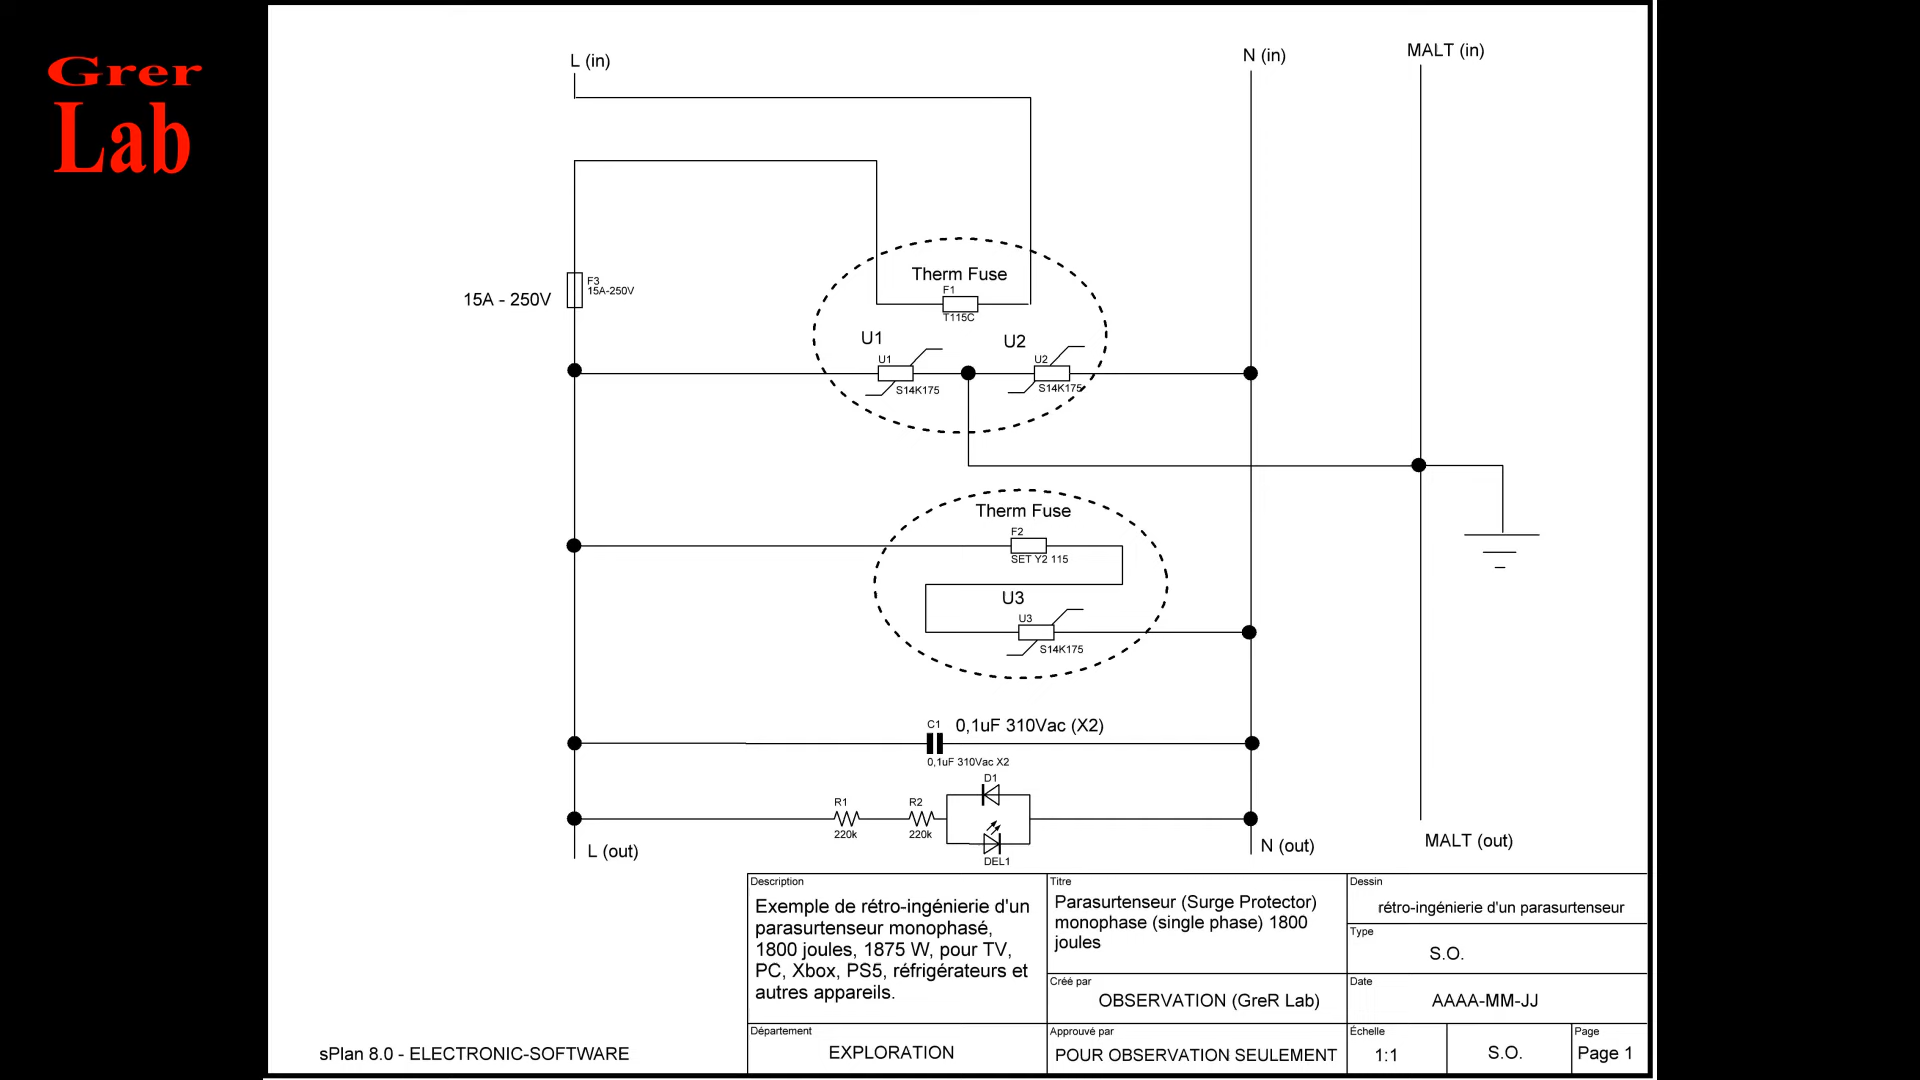 Grer
Lab
L (in)
N (in)
MALT (in)
Therm Fuse
F1
T115C
F3
15A-250V
15A - 250V
U1
U2
U1
S14K175
U2
S14K175
Therm Fuse
F2
SET Y2 115
U3
U3
S14K175
C1
0,1uF 310Vac (X2)
0,1uF 310Vac X2
D1
R1
220k
R2
220k
DEL1
L (out)
N (out)
MALT (out)
Description
Exemple de rétro-ingénierie d'un
parasurtenseur monophasé,
1800 joules, 1875 W, pour TV,
PC, Xbox, PS5, réfrigérateurs et
autres appareils.
Titre
Parasurtenseur (Surge Protector)
monophase (single phase) 1800
joules
Dessin
rétro-ingénierie d'un parasurtenseur
Type
S.O.
Créé par
OBSERVATION (GreR Lab)
Date
AAAA-MM-JJ
Département
EXPLORATION
Approuvé par
POUR OBSERVATION SEULEMENT
Échelle
1:1
S.O.
Page
Page 1
sPlan 8.0 - ELECTRONIC-SOFTWARE